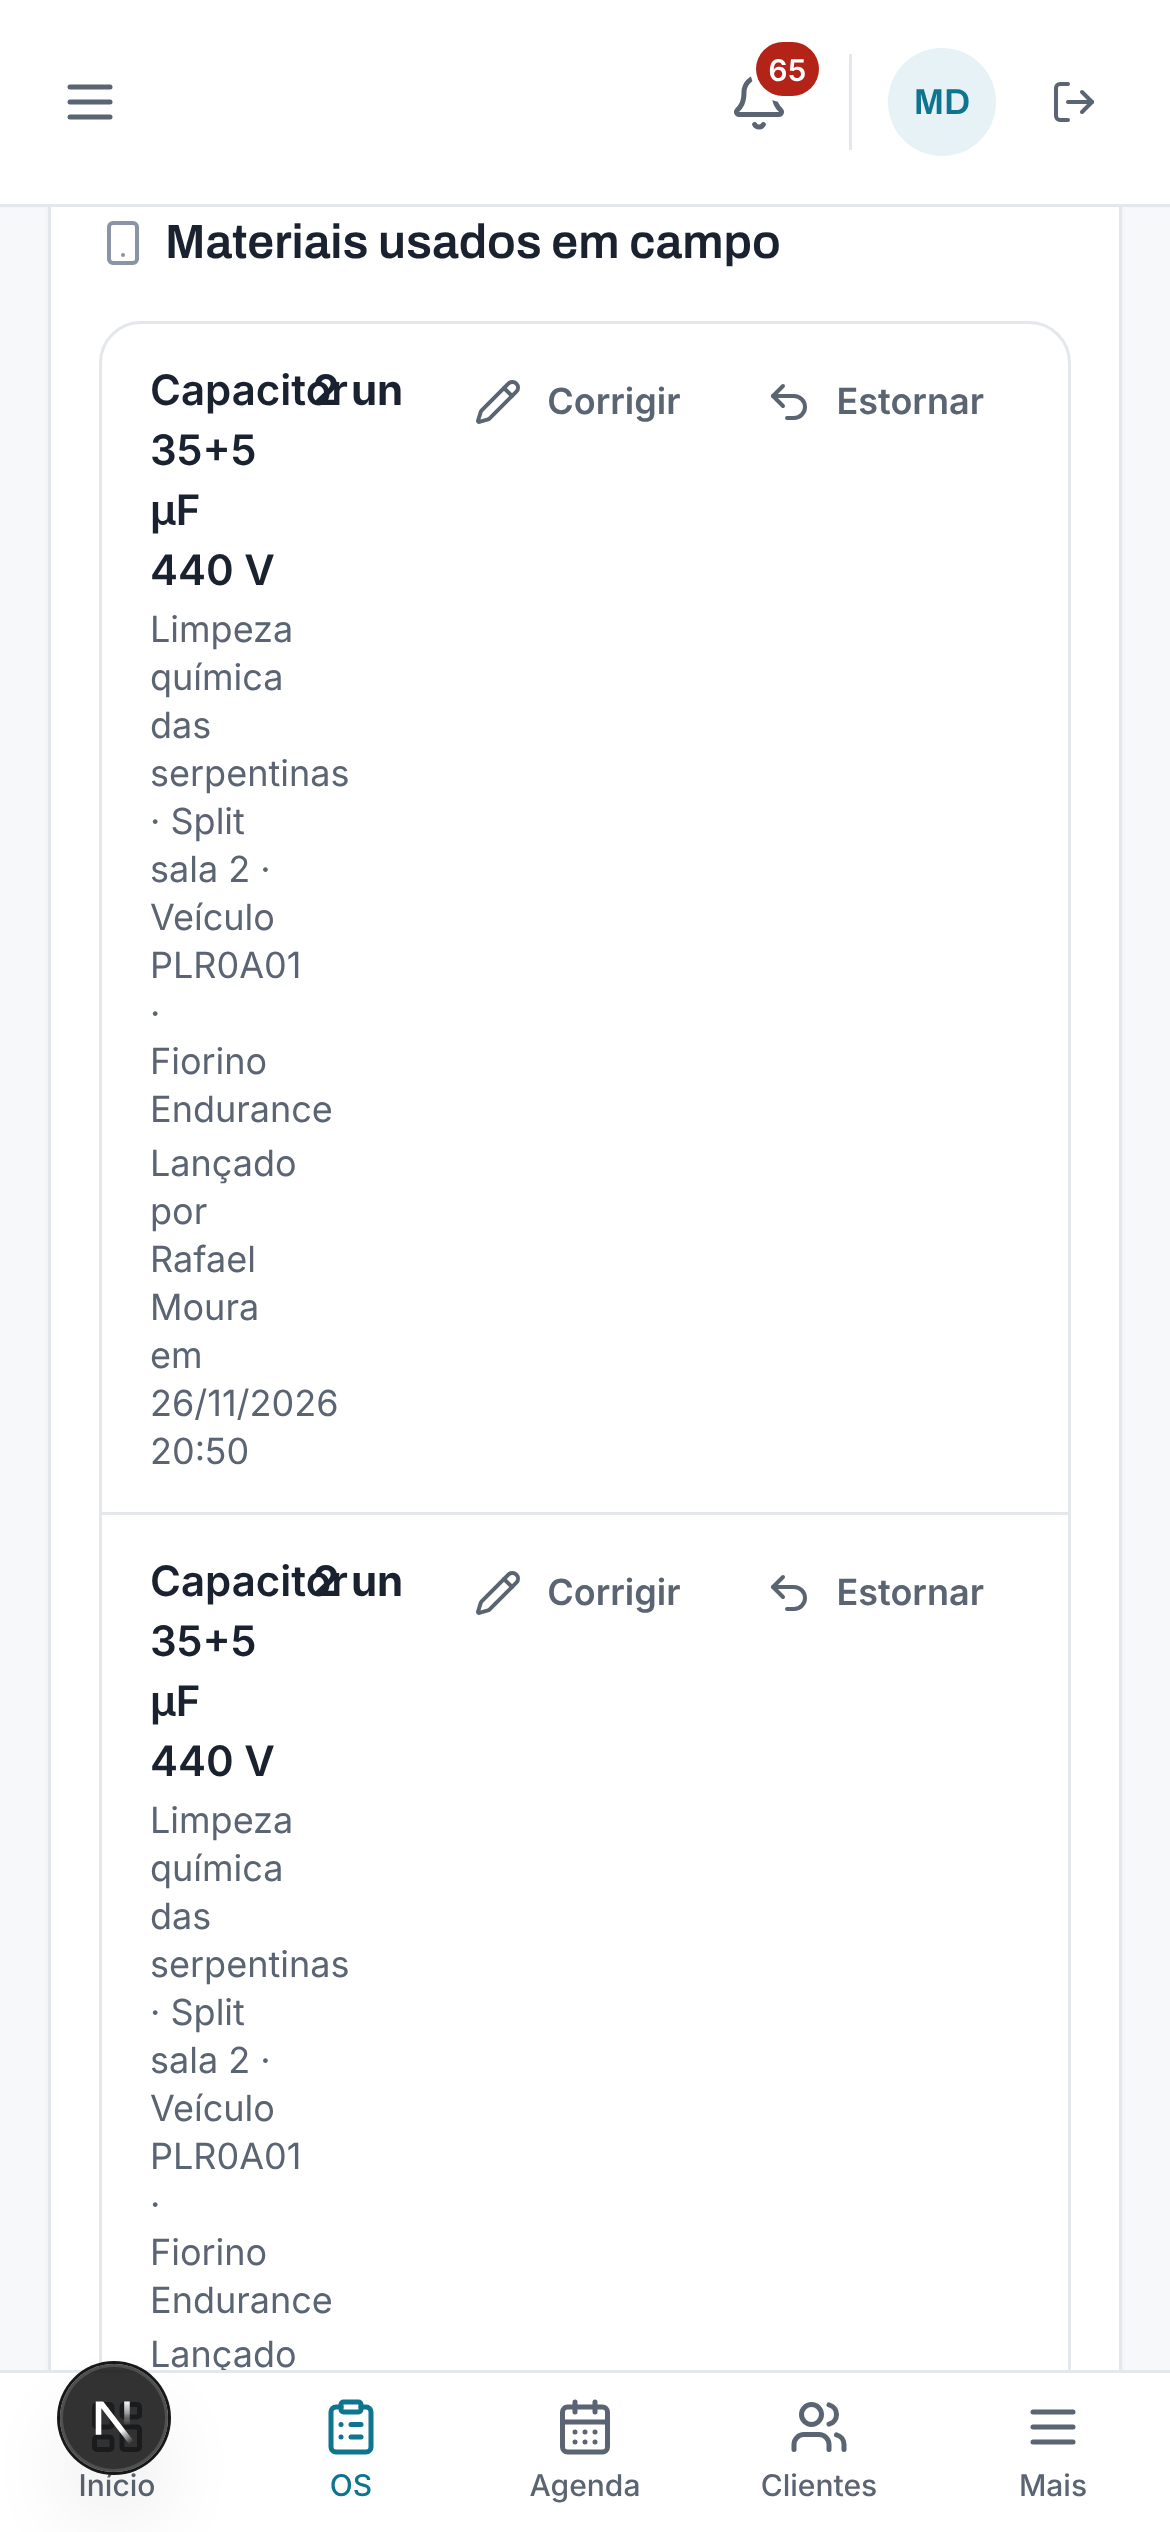 65
MD
Materiais usados em campo
Capacitor 2 un Corrigir Estornar
35+5
µF
440 V
Limpeza
química
das
serpentinas
· Split
sala 2 ·
Veículo
PLR0A01
·
Fiorino
Endurance
Lançado
por
Rafael
Moura
em
26/11/2026
20:50
Capacitor 2 un Corrigir Estornar
35+5
µF
440 V
Limpeza
química
das
serpentinas
· Split
sala 2 ·
Veículo
PLR0A01
·
Fiorino
Endurance
Lançado
N
Início OS Agenda Clientes Mais